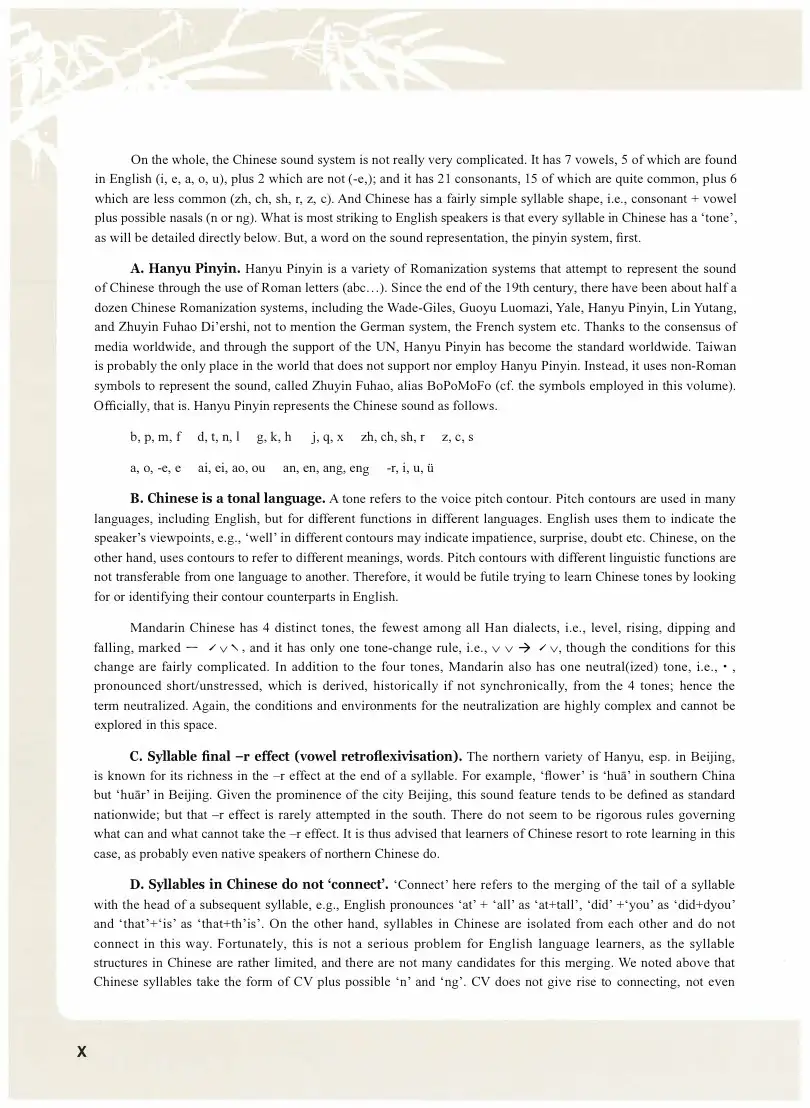 On the whole, the Chinese sound system is not really very complicated. It has 7 vowels, 5 of which are found
in English (i, e, a, o, u), plus 2 which are not (-e,); and it has 21 consonants, 15 of which are quite common, plus 6
which are less common (zh, ch, sh, r, z, c). And Chinese has a fairly simple syllable shape, i.e., consonant + vowel
plus possible nasals (n or ng). What is most striking to English speakers is that every syllable in Chinese has a ‘tone’,
as will be detailed directly below. But, a word on the sound representation, the pinyin system, first.
A. Hanyu Pinyin. Hanyu Pinyin is a variety of Romanization systems that attempt to represent the sound
of Chinese through the use of Roman letters (abc…). Since the end of the 19th century, there have been about half a
dozen Chinese Romanization systems, including the Wade-Giles, Guoyu Luomazi, Yale, Hanyu Pinyin, Lin Yutang,
and Zhuyin Fuhao Di’ershi, not to mention the German system, the French system etc. Thanks to the consensus of
media worldwide, and through the support of the UN, Hanyu Pinyin has become the standard worldwide. Taiwan
is probably the only place in the world that does not support nor employ Hanyu Pinyin. Instead, it uses non-Roman
symbols to represent the sound, called Zhuyin Fuhao, alias BoPoMoFo (cf. the symbols employed in this volume).
Officially, that is. Hanyu Pinyin represents the Chinese sound as follows.
b, p, m, f d, t, n, l g, k, h j, q, x zh, ch, sh, r z, c, s
a, o, -e, e ai, ei, ao, ou an, en, ang, eng -r, i, u, ü
B. Chinese is a tonal language. A tone refers to the voice pitch contour. Pitch contours are used in many
languages, including English, but for different functions in different languages. English uses them to indicate the
speaker’s viewpoints, e.g., ‘well’ in different contours may indicate impatience, surprise, doubt etc. Chinese, on the
other hand, uses contours to refer to different meanings, words. Pitch contours with different linguistic functions are
not transferable from one language to another. Therefore, it would be futile trying to learn Chinese tones by looking
for or identifying their contour counterparts in English.
Mandarin Chinese has 4 distinct tones, the fewest among all Han dialects, i.e., level, rising, dipping and
falling, marked ─ ˊ ˇ ˋ , and it has only one tone-change rule, i.e., ˇ ˇ → ˊ ˇ, though the conditions for this
change are fairly complicated. In addition to the four tones, Mandarin also has one neutral(ized) tone, i.e., ‧ ,
pronounced short/unstressed, which is derived, historically if not synchronically, from the 4 tones; hence the
term neutralized. Again, the conditions and environments for the neutralization are highly complex and cannot be
explored in this space.
C. Syllable final –r effect (vowel retroflexivisation). The northern variety of Hanyu, esp. in Beijing,
is known for its richness in the –r effect at the end of a syllable. For example, ‘flower’ is ‘huā’ in southern China
but ‘huār’ in Beijing. Given the prominence of the city Beijing, this sound feature tends to be defined as standard
nationwide; but that –r effect is rarely attempted in the south. There do not seem to be rigorous rules governing
what can and what cannot take the –r effect. It is thus advised that learners of Chinese resort to rote learning in this
case, as probably even native speakers of northern Chinese do.
D. Syllables in Chinese do not ‘connect’. ‘Connect’ here refers to the merging of the tail of a syllable
with the head of a subsequent syllable, e.g., English pronounces ‘at’ + ‘all’ as ‘at+tall’, ‘did’ +‘you’ as ‘did+dyou’
and ‘that’+‘is’ as ‘that+th’is’. On the other hand, syllables in Chinese are isolated from each other and do not
connect in this way. Fortunately, this is not a serious problem for English language learners, as the syllable
structures in Chinese are rather limited, and there are not many candidates for this merging. We noted above that
Chinese syllables take the form of CV plus possible ‘n’ and ‘ng’. CV does not give rise to connecting, not even
X